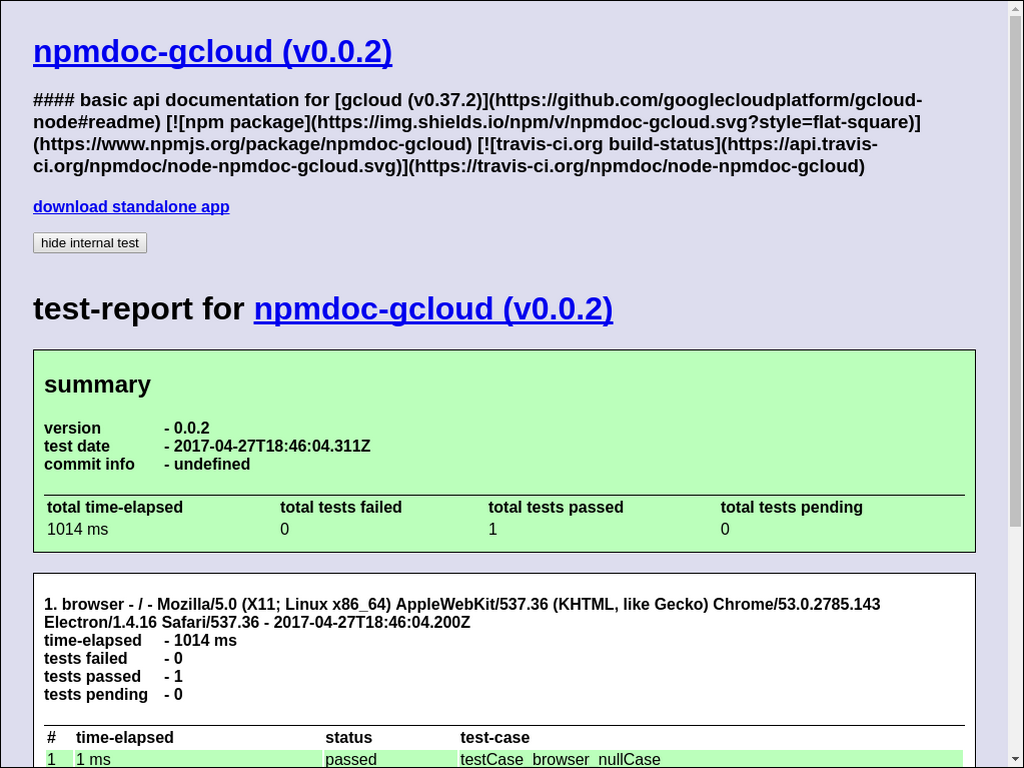 npmdoc-gcloud (v0.0.2)
#### basic api documentation for [gcloud (v0.37.2)](https://github.com/googlecloudplatform/gcloud-
node#readme) [![npm package](https://img.shields.io/npm/v/npmdoc-gcloud.svg?style=flat-square)]
(https://www.npmjs.org/package/npmdoc-gcloud) [![travis-ci.org build-status](https://api.travis-
ci.org/npmdoc/node-npmdoc-gcloud.svg)](https://travis-ci.org/npmdoc/node-npmdoc-gcloud)
download standalone app
hide internal test
test-report for npmdoc-gcloud (v0.0.2)
summary
version - 0.0.2
test date - 2017-04-27T18:46:04.311Z
commit info - undefined
total time-elapsed total tests failed total tests passed total tests pending
1014 ms 0 1 0
1. browser - / - Mozilla/5.0 (X11; Linux x86_64) AppleWebKit/537.36 (KHTML, like Gecko) Chrome/53.0.2785.143
Electron/1.4.16 Safari/537.36 - 2017-04-27T18:46:04.200Z
time-elapsed - 1014 ms
tests failed - 0
tests passed - 1
tests pending - 0
# time-elapsed status test-case
1 1 ms passed testCase_browser_nullCase